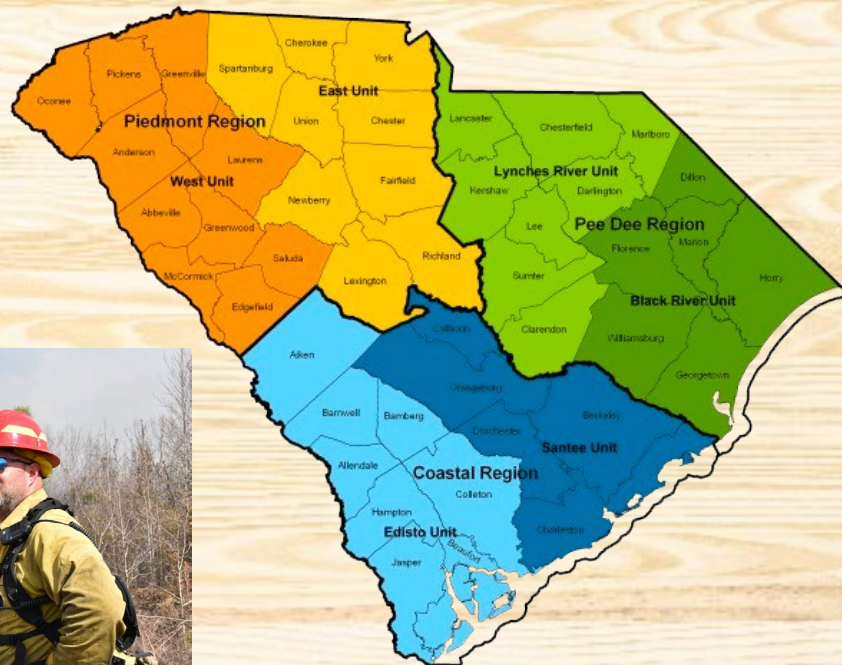 Cherokee
York
Spartanburg
Pickens
Greenville
East Unit
Oconee
Union
Chester
Piedmont Region
Anderson
Laurens
West Unit
Fairfield
Newberry
Abbeville
Greenwood
Richland
Saluda
McCormick
Lexington
Edgefield
Lancaster
Chesterfield
Marlboro
Lynches River Unit
Dillon
Kershaw
Darlington
Lee
Pee Dee Region
Florence
Marion
Sumter
Horry
Black River Unit
Clarendon
Williamsburg
Georgetown
Calhoun
Aiken
Orangeburg
Barnwell
Bamberg
Berkeley
Dorchester
Santee Unit
Allendale
Coastal Region
Colleton
Hampton
Charleston
Edisto Unit
Beaufort
Jasper